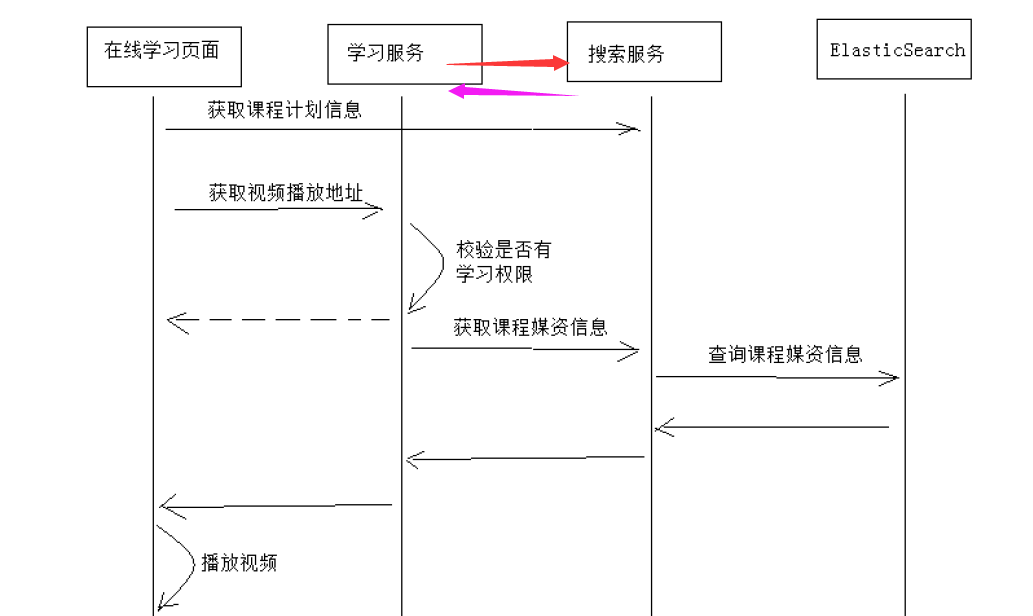 在线学习页面
学习服务
搜索服务
ElasticSearch
获取课程计划信息
获取视频播放地址
校验是否有
学习权限
获取课程媒资信息
查询课程媒资信息
播放视频